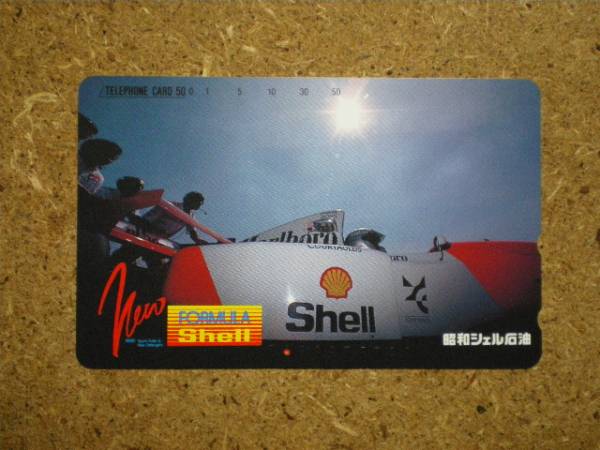 TELEPHONE CARD 50
0 1 5 10 30 50
Marlboro
COURTAULDS
Shell
New
FORMULA
Shell
昭和シェル石油